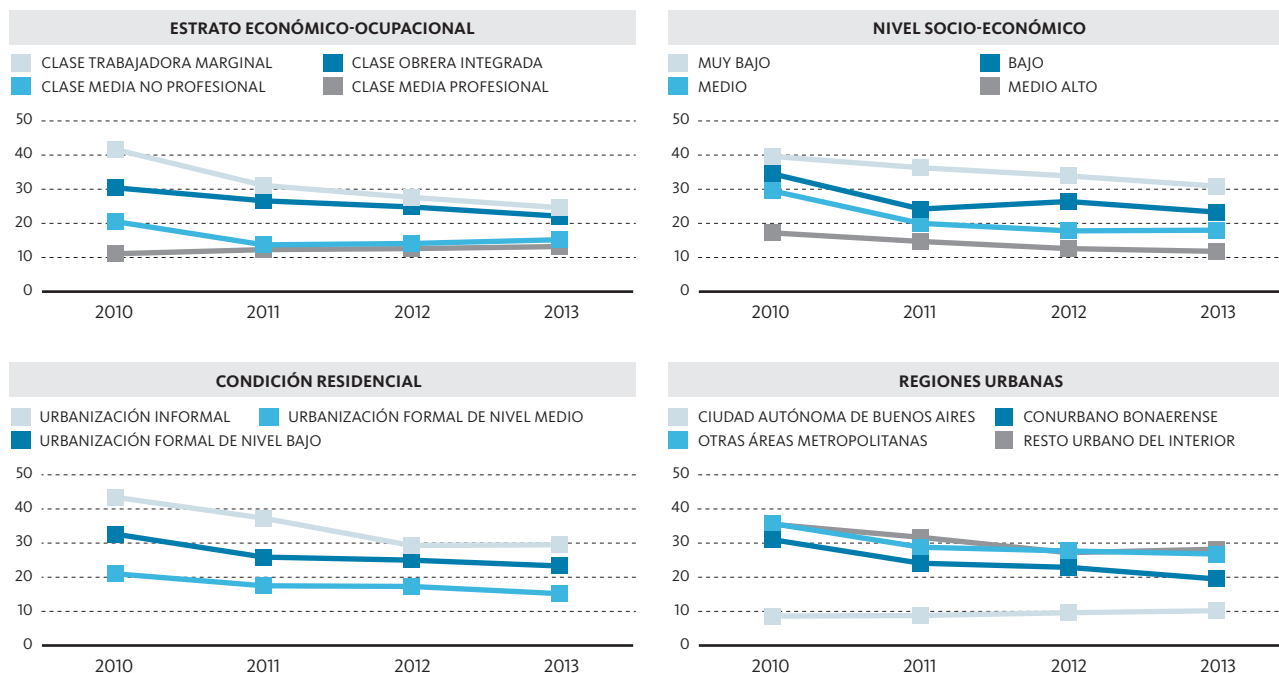 ESTRATO ECONÓMICO-OCUPACIONAL
CLASE TRABAJADORA MARGINAL
CLASE OBRERA INTEGRADA
CLASE MEDIA NO PROFESIONAL
CLASE MEDIA PROFESIONAL
50
40
30
20
10
0
2010 2011 2012 2013
NIVEL SOCIO-ECONÓMICO
MUY BAJO
BAJO
MEDIO
MEDIO ALTO
50
40
30
20
10
0
2010 2011 2012 2013
CONDICIÓN RESIDENCIAL
URBANIZACIÓN INFORMAL
URBANIZACIÓN FORMAL DE NIVEL MEDIO
URBANIZACIÓN FORMAL DE NIVEL BAJO
50
40
30
20
10
0
2010 2011 2012 2013
REGIONES URBANAS
CIUDAD AUTÓNOMA DE BUENOS AIRES
CONURBANO BONAERENSE
OTRAS ÁREAS METROPOLITANAS
RESTO URBANO DEL INTERIOR
50
40
30
20
10
0
2010 2011 2012 2013